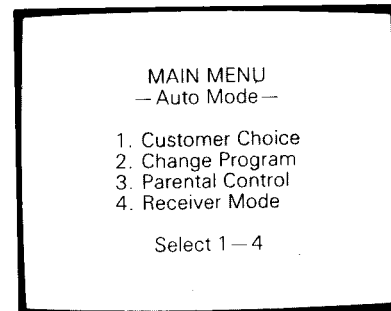 MAIN MENU
— Auto Mode —
1. Customer Choice
2. Change Program
3. Parental Control
4. Receiver Mode
Select 1 — 4